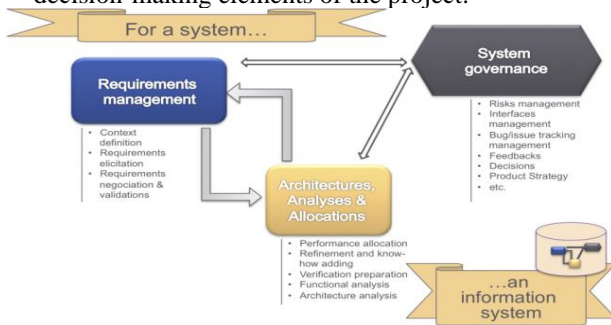 decision-making elements of the project.
For a system…
System
governance
Requirements
management
• Risks management
• Interfaces
management
• Bug/issue tracking
management
• Feedbacks
• Decisions
• Product Strategy
• etc.
• Context
definition
• Requirements
elicitation
• Requirements
negociation &
validations
Architectures,
Analyses &
Allocations
• Performance allocation
• Refinement and know-
how adding
• Verification preparation
• Functional analysis
• Architecture analysis
…an
information
system